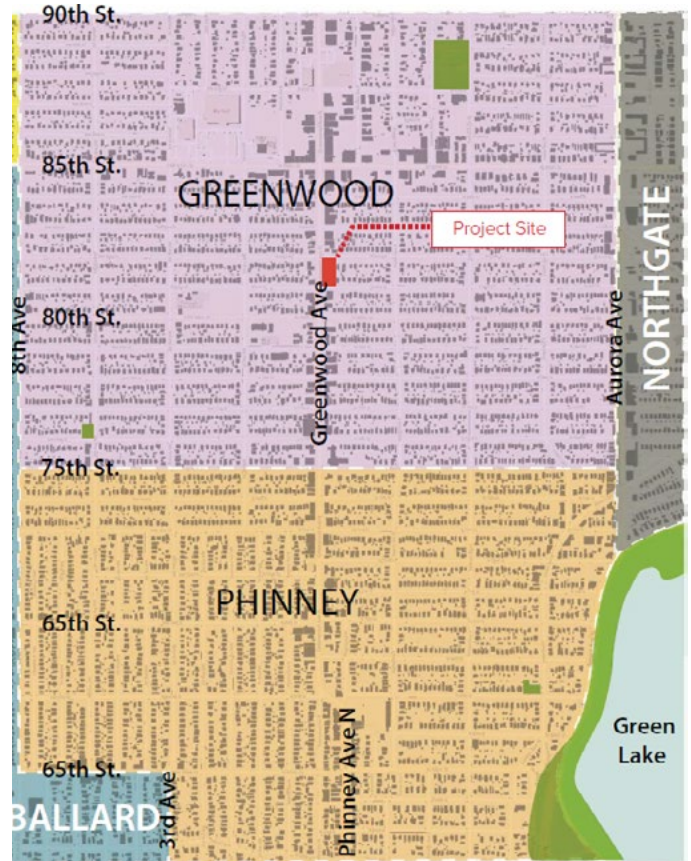 90th St.
85th St.
GREENWOOD
Project Site
NORTHGATE
8th Ave
80th St.
Greenwood Ave
Aurora Ave
75th St.
PHINNEY
65th St.
Phinney Ave N
Green
Lake
65th St.
BALLARD
3rd Ave